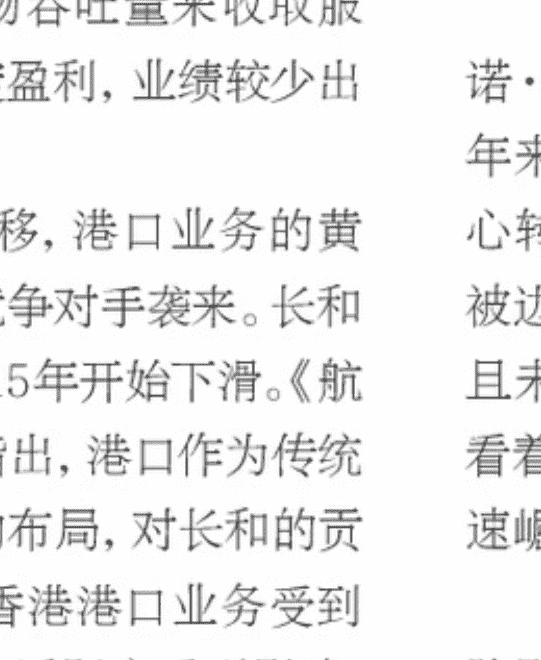 物吞吐量来收取服
盈利，业绩较少出
移，港口业务的黄
争对手袭来。长和
15年开始下滑。《航
指出，港口作为传统
的布局，对长和的贡
香港港口业务受到
诺·
年来
心转
被边
且未
看着
速崛